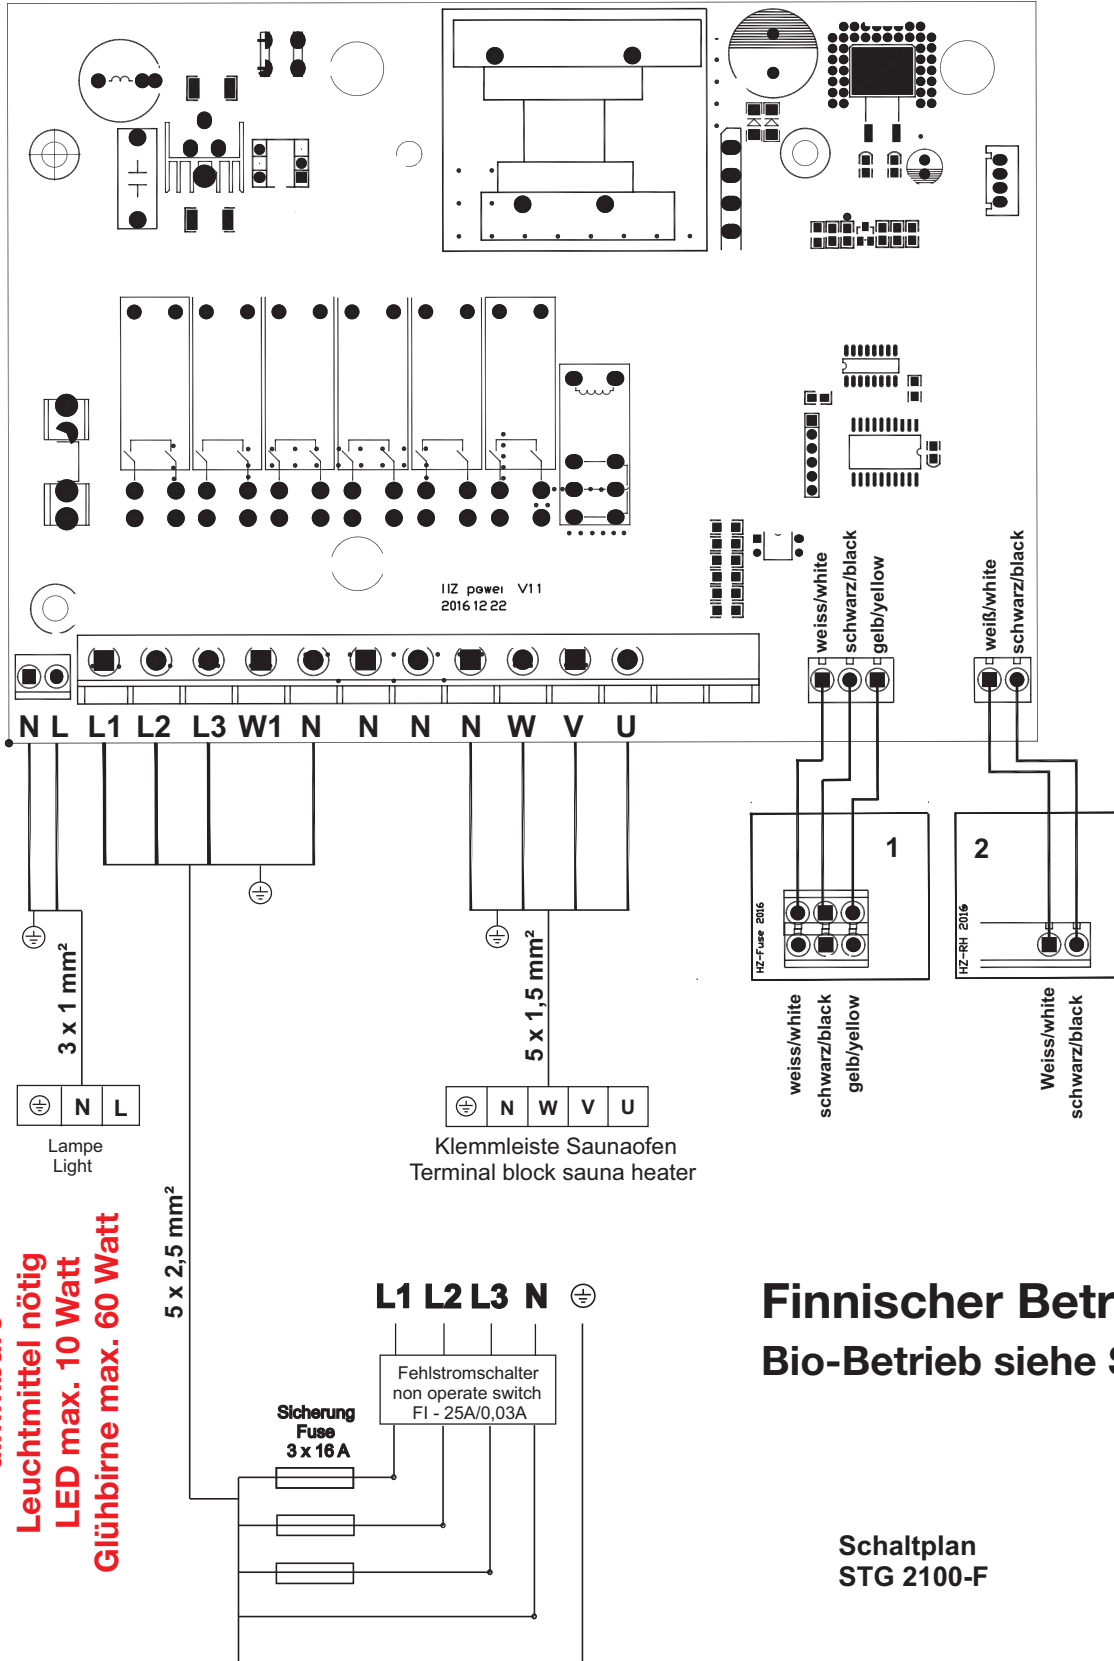 IIZ power V11
2016 12 22
weiss/white
schwarz/black
gelb/yellow
weiß/white
schwarz/black
N L L1 L2 L3 W1 N N N N W V U
1
2
HZ-Fuse 2016
HZ-RH 2016
weiss/white
schwarz/black
gelb/yellow
Weiss/white
schwarz/black
3 x 1 mm²
5 x 1,5 mm²
N L
Lampe
Light
N W V U
Klemmleiste Saunaofen
Terminal block sauna heater
5 x 2,5 mm²
Leuchtmittel nötig
LED max. 10 Watt
Glühbirne max. 60 Watt
L1 L2 L3 N
Fehlstromschalter
non operate switch
FI - 25A/0,03A
Sicherung
Fuse
3 x 16 A
Finnischer Betr
Bio-Betrieb siehe S
Schaltplan
STG 2100-F